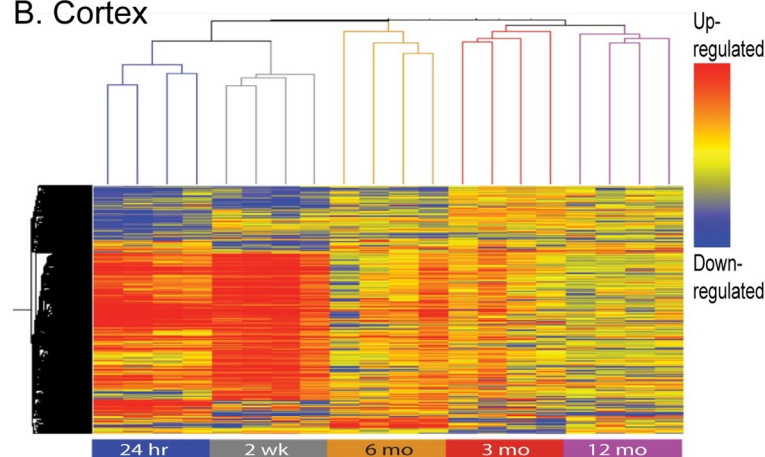 B. Cortex
Up-
regulated
Down-
regulated
24 hr
2 wk
6 mo
3 mo
12 mo